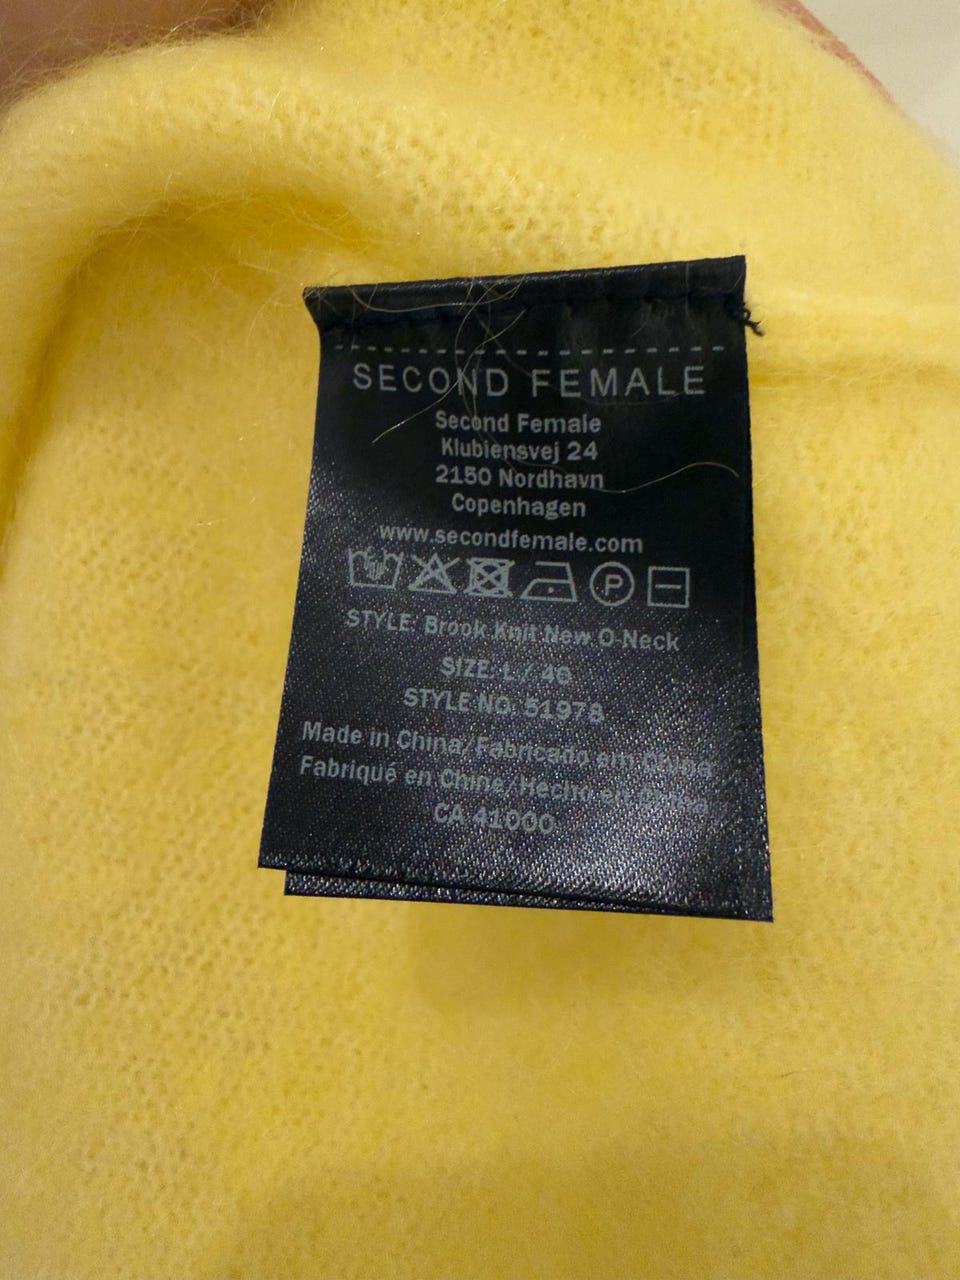 SECOND FEMALE
Second Female
Klubiensvej 24
2150 Nordhavn
Copenhagen
www.secondfemale.com
P
STYLE: Brook Knit New O-Neck
SIZE: L / 40
STYLE NO. 51978
Made in China/Fabricado em China
Fabriqué en Chine/Hecho en China
CA 41000